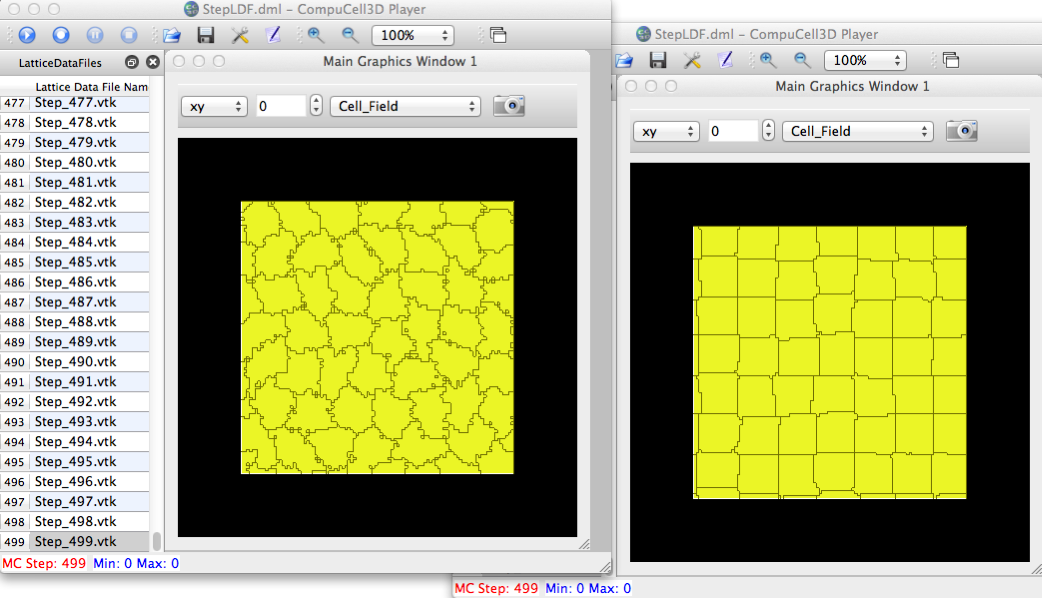 StepLDF.dml - CompuCell3D Player
100%
LatticeDataFiles
Main Graphics Window 1
Lattice Data File Nam
xy
0
Cell_Field
477 Step_477.vtk
478 Step_478.vtk
479 Step_479.vtk
480 Step_480.vtk
481 Step_481.vtk
482 Step_482.vtk
483 Step_483.vtk
484 Step_484.vtk
485 Step_485.vtk
486 Step_486.vtk
487 Step_487.vtk
488 Step_488.vtk
489 Step_489.vtk
490 Step_490.vtk
491 Step_491.vtk
492 Step_492.vtk
493 Step_493.vtk
494 Step_494.vtk
495 Step_495.vtk
496 Step_496.vtk
497 Step_497.vtk
498 Step_498.vtk
499 Step_499.vtk
MC Step: 499 Min: 0 Max: 0
StepLDF.dml - CompuCell3D Player
100%
Main Graphics Window 1
xy
0
Cell_Field
MC Step: 499 Min: 0 Max: 0